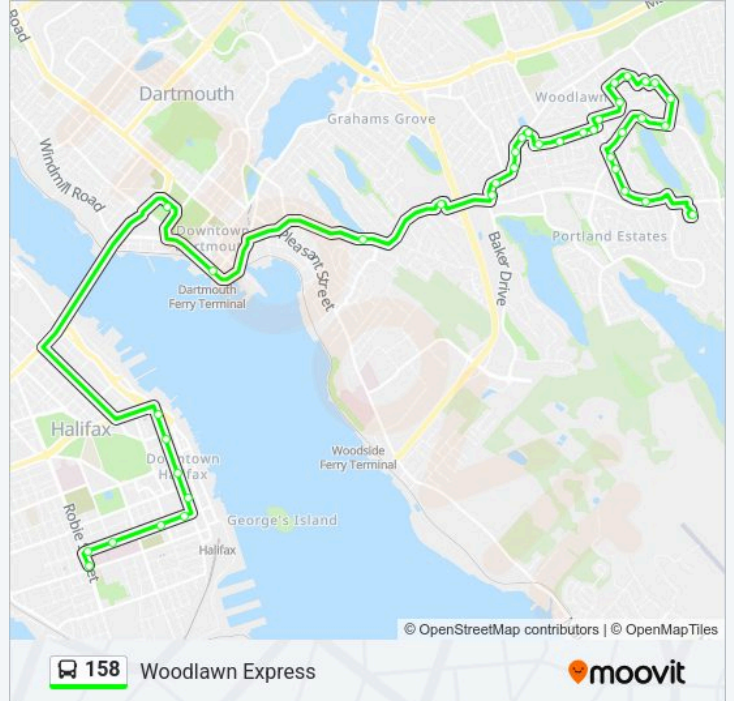 Road
Ma
Dartmouth
Woodlawn
Grahams Grove
Windmill Road
Downtown
Dartmouth
Pleasant Street
Baker Drive
Portland Estates
Dartmouth
Ferry Terminal
Halifax
Downtown
Halifax
Woodside
Ferry Terminal
George's Island
Robie Street
Halifax
© OpenStreetMap contributors | © OpenMapTiles
158 Woodlawn Express
moovit